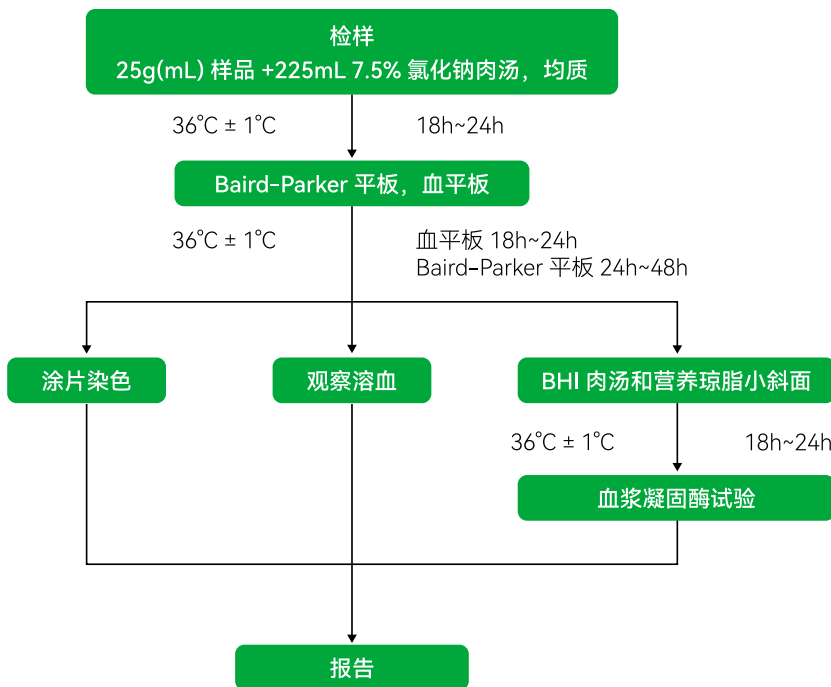 检样
25g(mL) 样品 +225mL 7.5% 氯化钠肉汤，均质
36℃ ± 1℃ 18h~24h
Baird-Parker 平板，血平板
36℃ ± 1℃ 血平板 18h~24h
Baird-Parker 平板 24h~48h
涂片染色 观察溶血 BHI 肉汤和营养琼脂小斜面
36℃ ± 1℃ 18h~24h
血浆凝固酶试验
报告